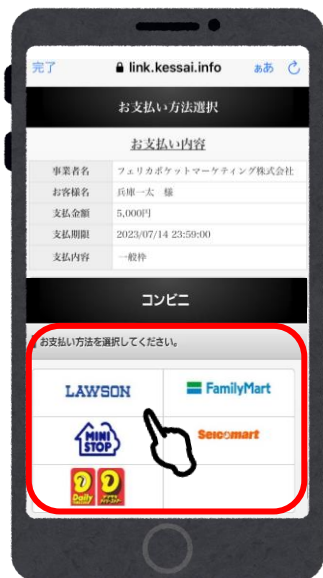 完了 link.kessai.info ぁあ
お支払い方法選択
お支払い内容
事業者名 フェリカポケットマーケティング株式会社
お客様名 兵庫一太 様
支払金額 5,000円
支払期限 2023/07/14 23:59:00
支払内容 一般枠
コンビニ
お支払い方法を選択してください。
LAWSON FamilyMart
MINI STOP Seicomart
Daily